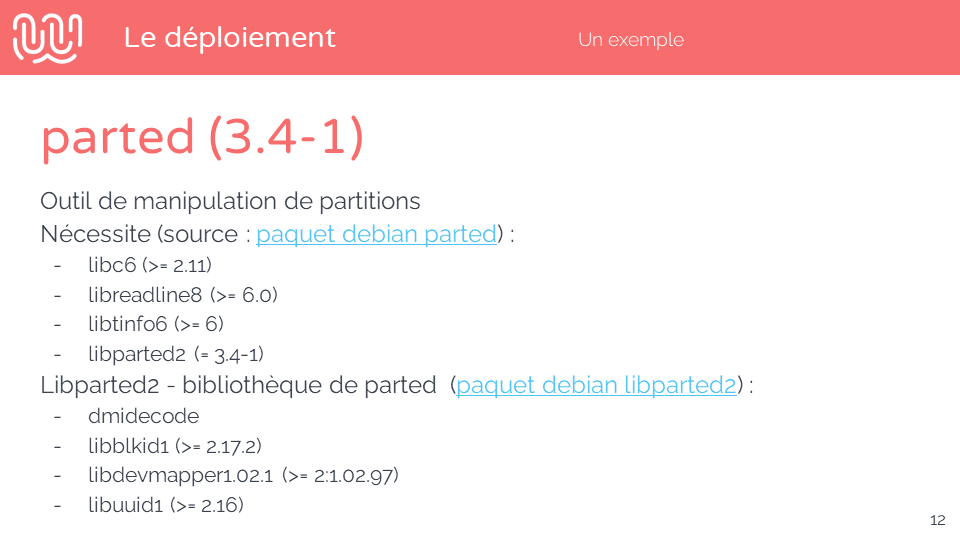 Le déploiement
Un exemple
parted (3.4-1)
Outil de manipulation de partitions
Nécessite (source : paquet debian parted) :
- libc6 (>= 2.11)
- libreadline8 (>= 6.0)
- libtinfo6 (>= 6)
- libparted2 (= 3.4-1)
Libparted2 - bibliothèque de parted (paquet debian libparted2) :
- dmidecode
- libblkid1 (>= 2.17.2)
- libdevmapper1.02.1 (>= 2:1.02.97)
- libuuid1 (>= 2.16)
12